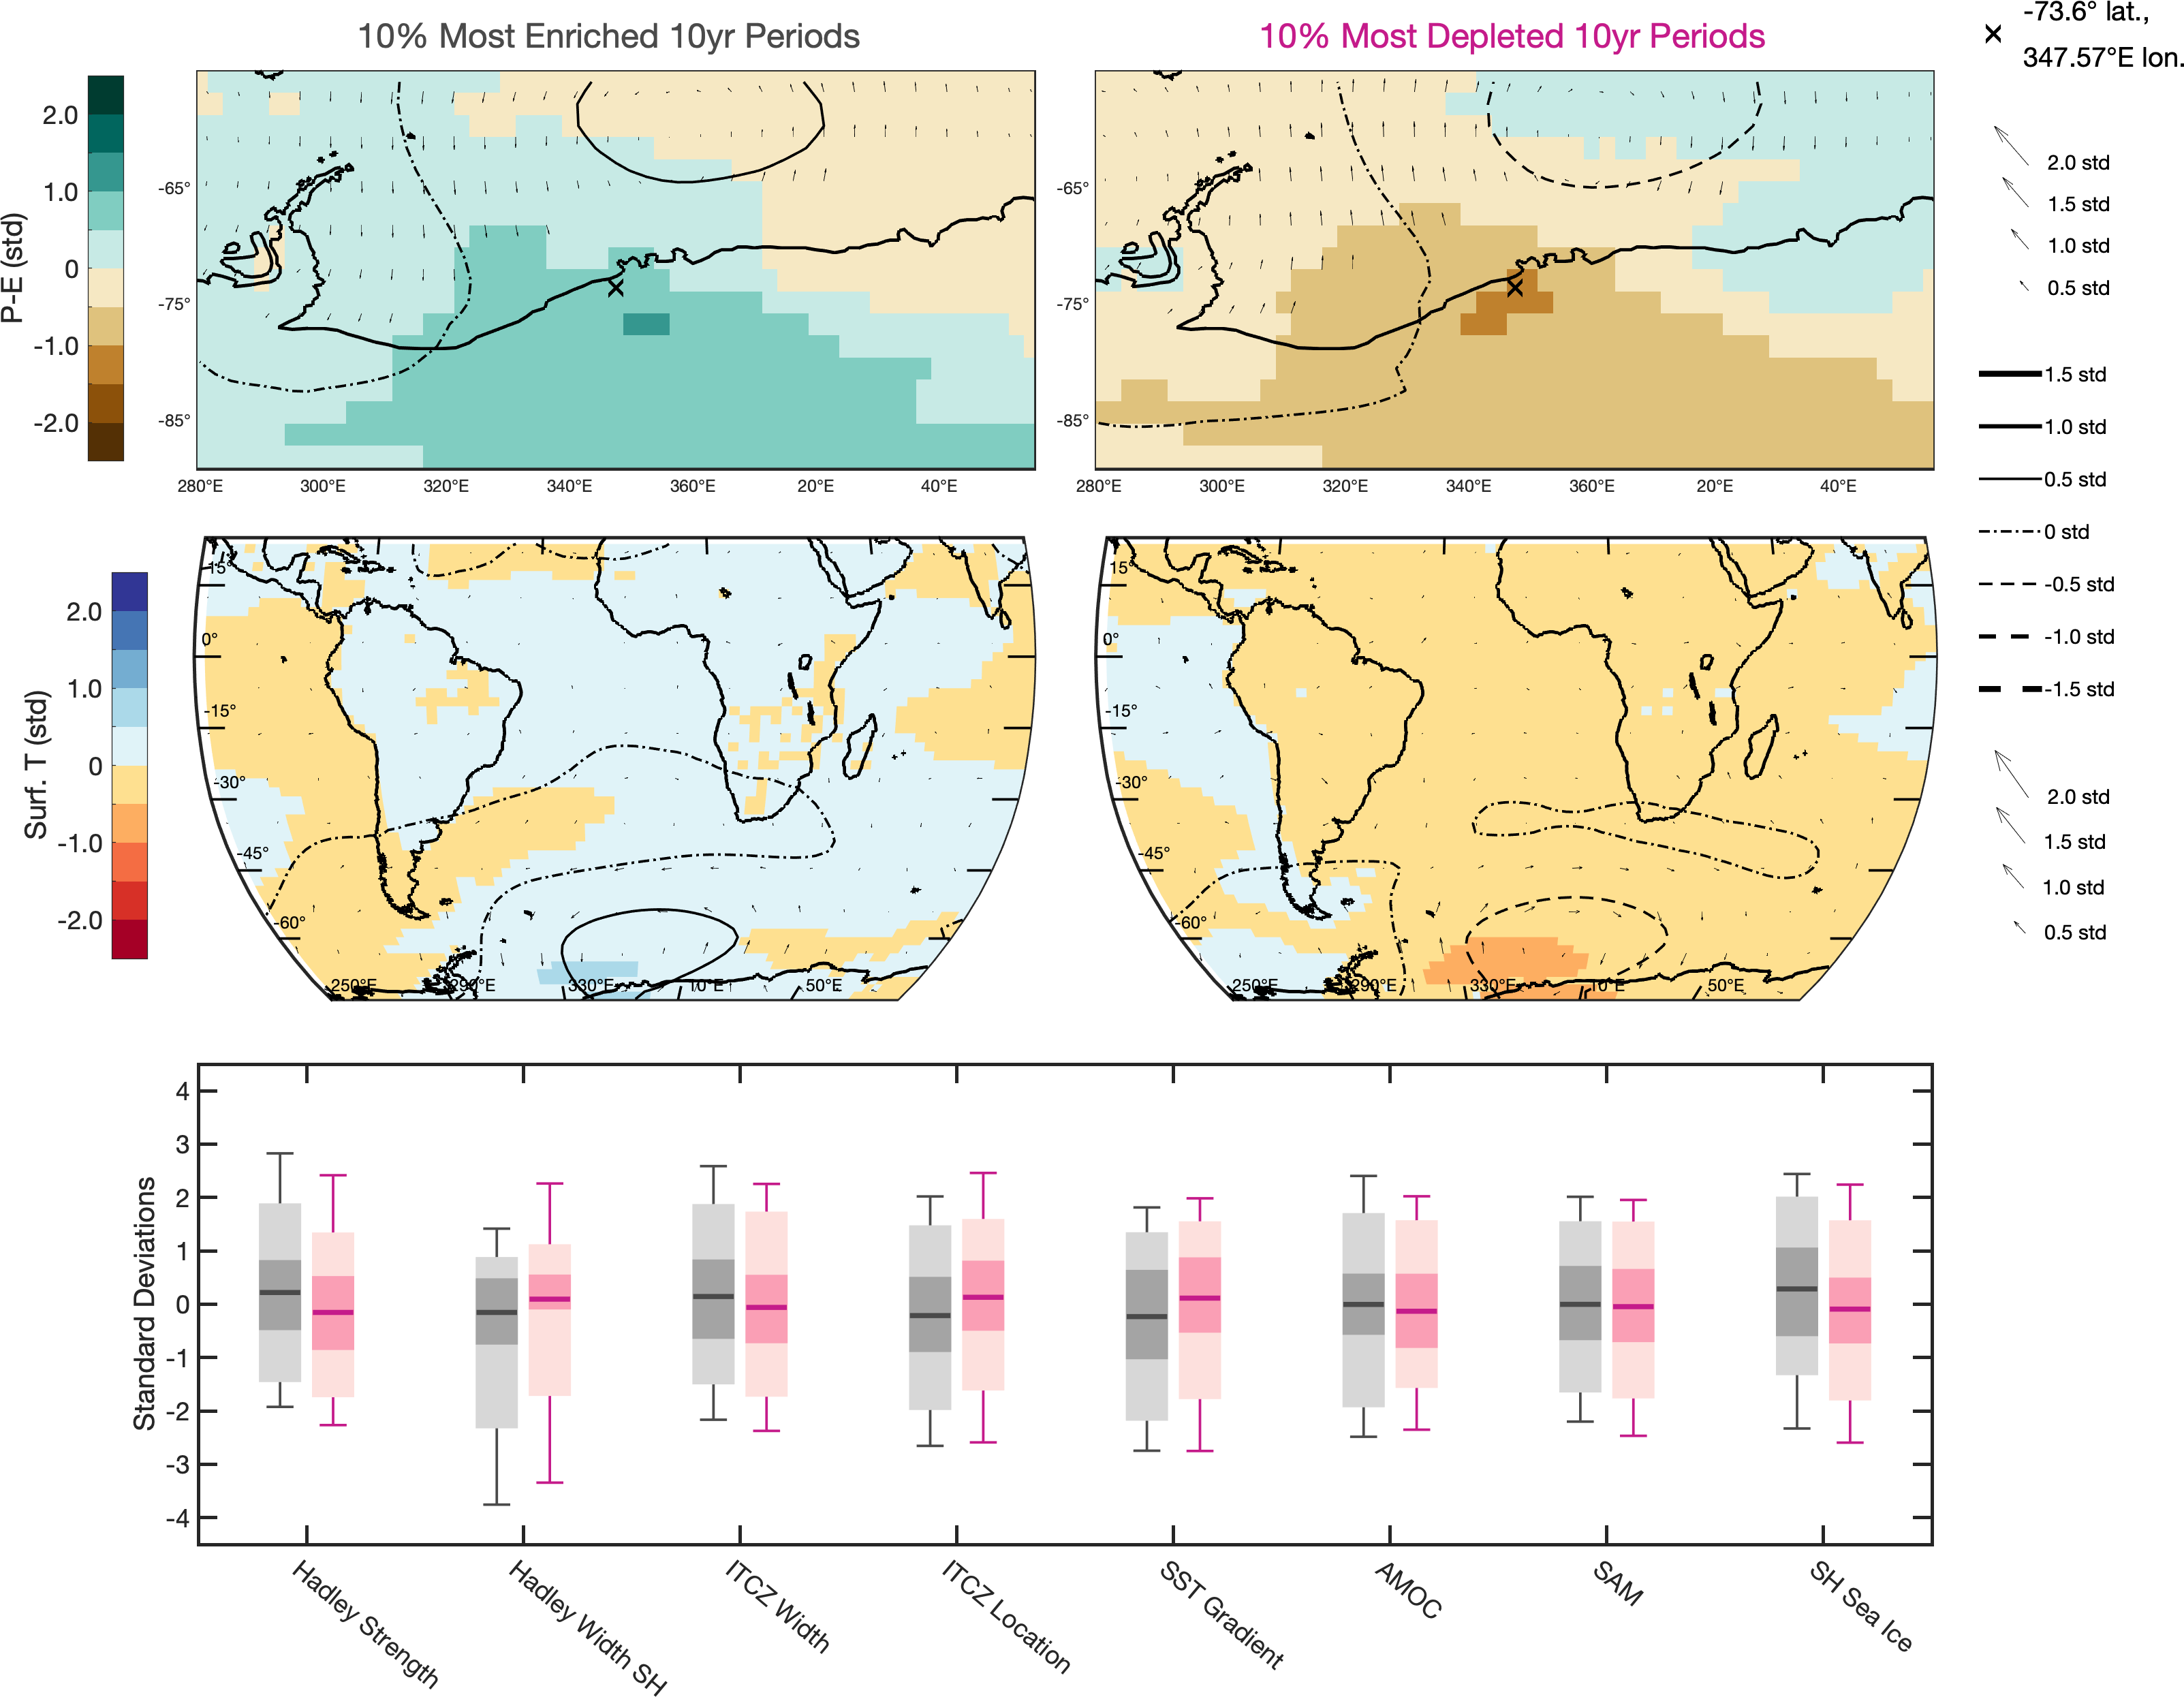 10% Most Enriched 10yr Periods
10% Most Depleted 10yr Periods
-73.6° lat.,
347.57°E lon.
2.0
1.0
0
-1.0
-2.0
P-E (std)
-65°
-75°
-85°
280°E 300°E 320°E 340°E 360°E 20°E 40°E
-65°
-75°
-85°
280°E 300°E 320°E 340°E 360°E 20°E 40°E
2.0 std
1.5 std
1.0 std
0.5 std
1.5 std
1.0 std
0.5 std
0 std
-0.5 std
-1.0 std
-1.5 std
2.0
1.0
0
-1.0
-2.0
Surf. T (std)
15°
0°
-15°
-30°
-45°
-60°
250°E 290°E 330°E 10°E 50°E
15°
0°
-15°
-30°
-45°
-60°
250°E 290°E 330°E 10°E 50°E
2.0 std
1.5 std
1.0 std
0.5 std
Standard Deviations
4
3
2
1
0
-1
-2
-3
-4
Hadley Strength
Hadley Width SH
ITCZ Width
ITCZ Location
SST Gradient
AMOC
SAM
SH Sea Ice